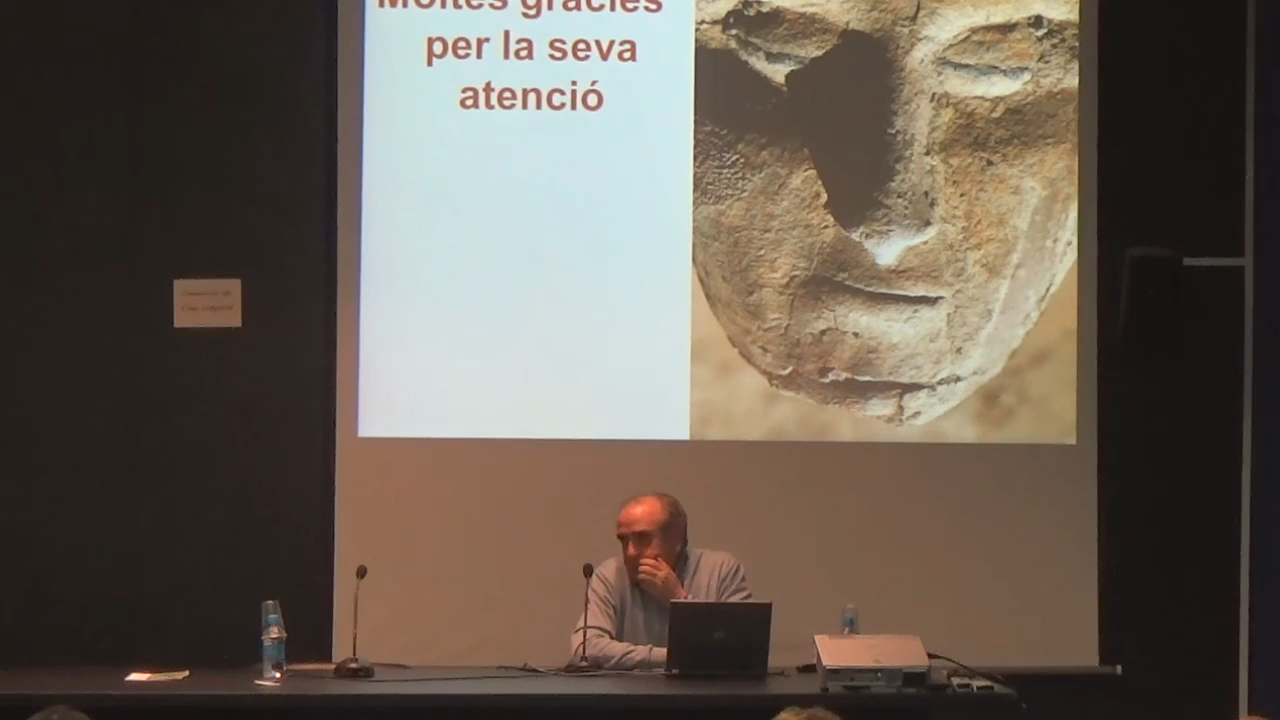 Moltes gràcies
per la seva
atenció